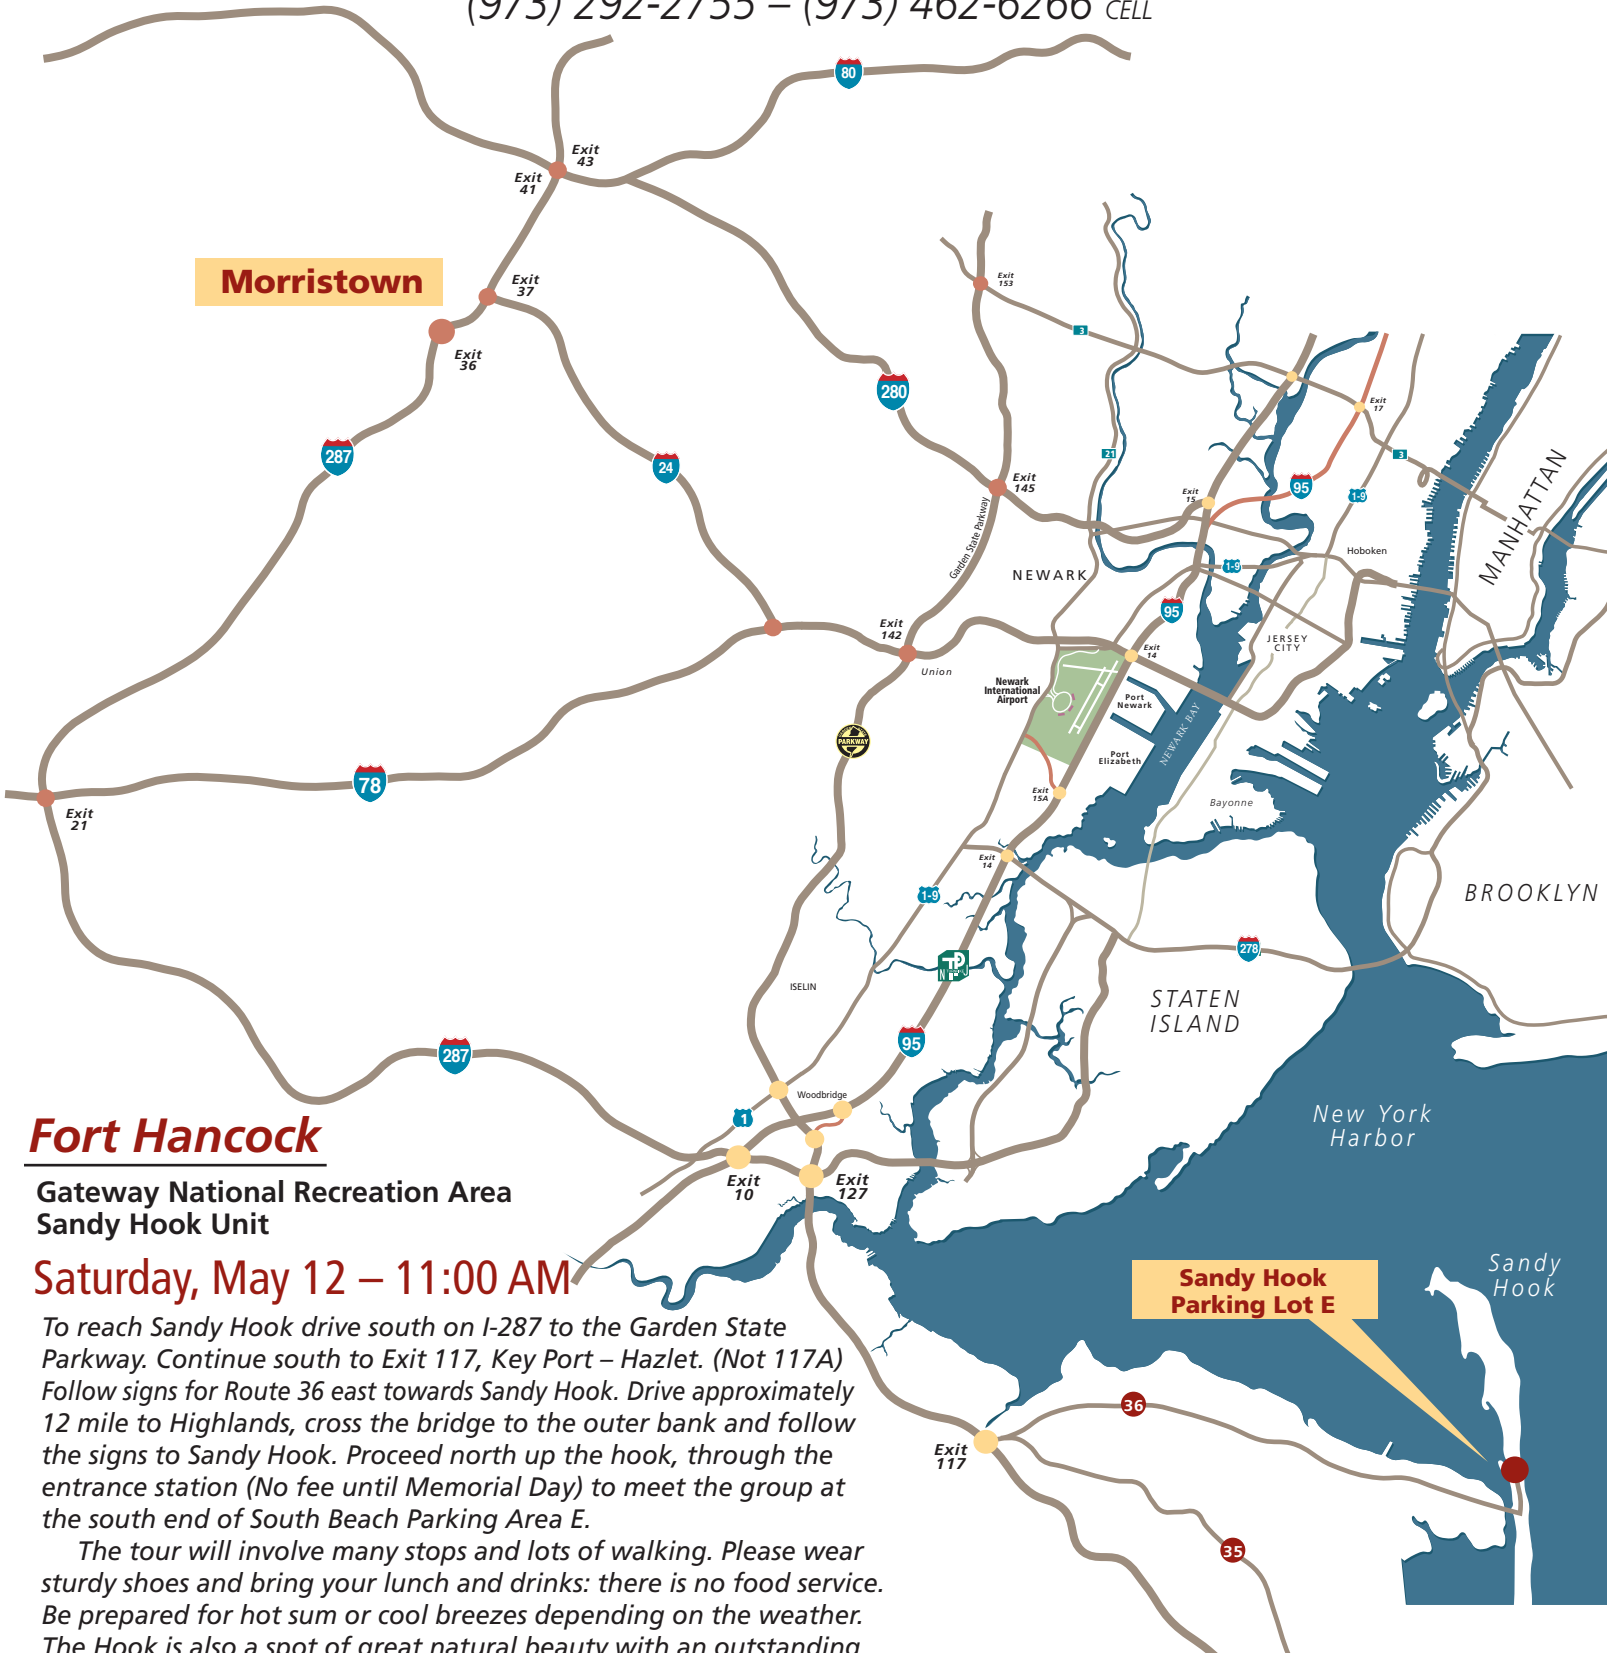 (973) 292-2755 – (973) 462-6266 CELL
80
Exit
43
Exit
41
Morristown
Exit
37
Exit
36
Exit
153
3
280
287
24
21
Exit
145
Exit
17
3
95
1-9
Exit
15
MANHATTAN
Garden State Parkway
NEWARK
Hoboken
1-9
95
Exit
142
Union
Exit
14
JERSEY
CITY
Newark
International
Airport
Port
Newark
NEWARK BAY
PARKWAY
Port
Elizabeth
78
Exit
21
Exit
15A
Bayonne
Exit
14
1-9
BROOKLYN
278
ISELIN
STATEN
ISLAND
95
287
Woodbridge
1
New York
Harbor
Exit
10
Exit
127
Fort Hancock
Gateway National Recreation Area
Sandy Hook Unit
Saturday, May 12 – 11:00 AM
Sandy
Hook
Sandy Hook
Parking Lot E
36
Exit
117
35
To reach Sandy Hook drive south on I-287 to the Garden State
Parkway. Continue south to Exit 117, Key Port – Hazlet. (Not 117A)
Follow signs for Route 36 east towards Sandy Hook. Drive approximately
12 mile to Highlands, cross the bridge to the outer bank and follow
the signs to Sandy Hook. Proceed north up the hook, through the
entrance station (No fee until Memorial Day) to meet the group at
the south end of South Beach Parking Area E.
The tour will involve many stops and lots of walking. Please wear
sturdy shoes and bring your lunch and drinks: there is no food service.
Be prepared for hot sum or cool breezes depending on the weather.
The Hook is also a spot of great natural beauty with an outstanding